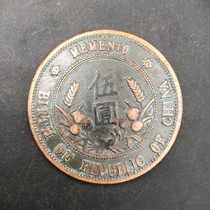 MEMENTO
伍圓
BIRTH OF REPUBLIC OF CHINA